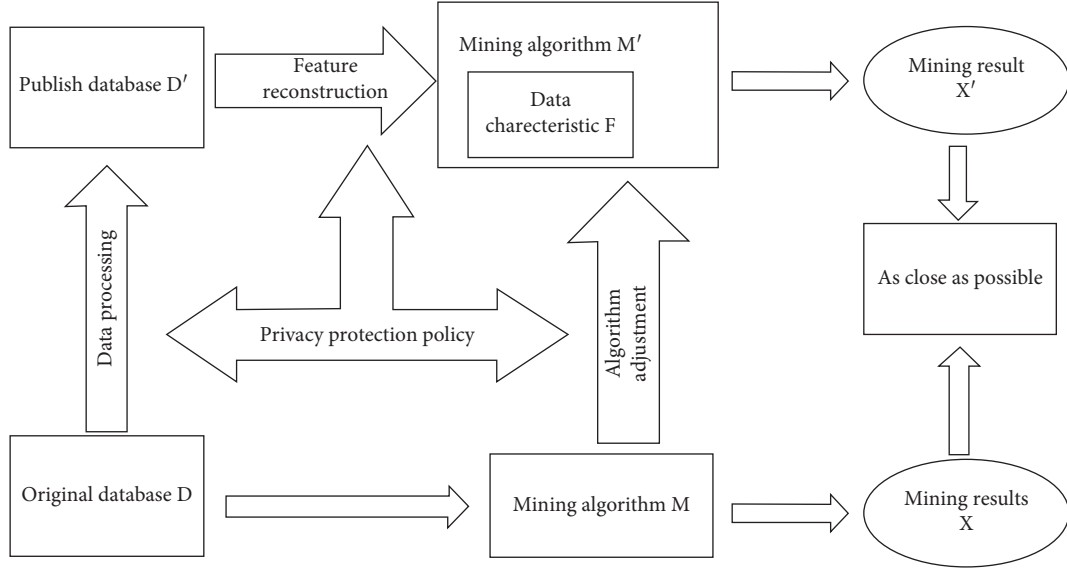 Publish database D′
Feature
reconstruction
Mining algorithm M′
Data
charecteristic F
Mining result
X′
Data processing
Privacy protection policy
Algorithm
adjustment
As close as possible
Original database D
Mining algorithm M
Mining results
X